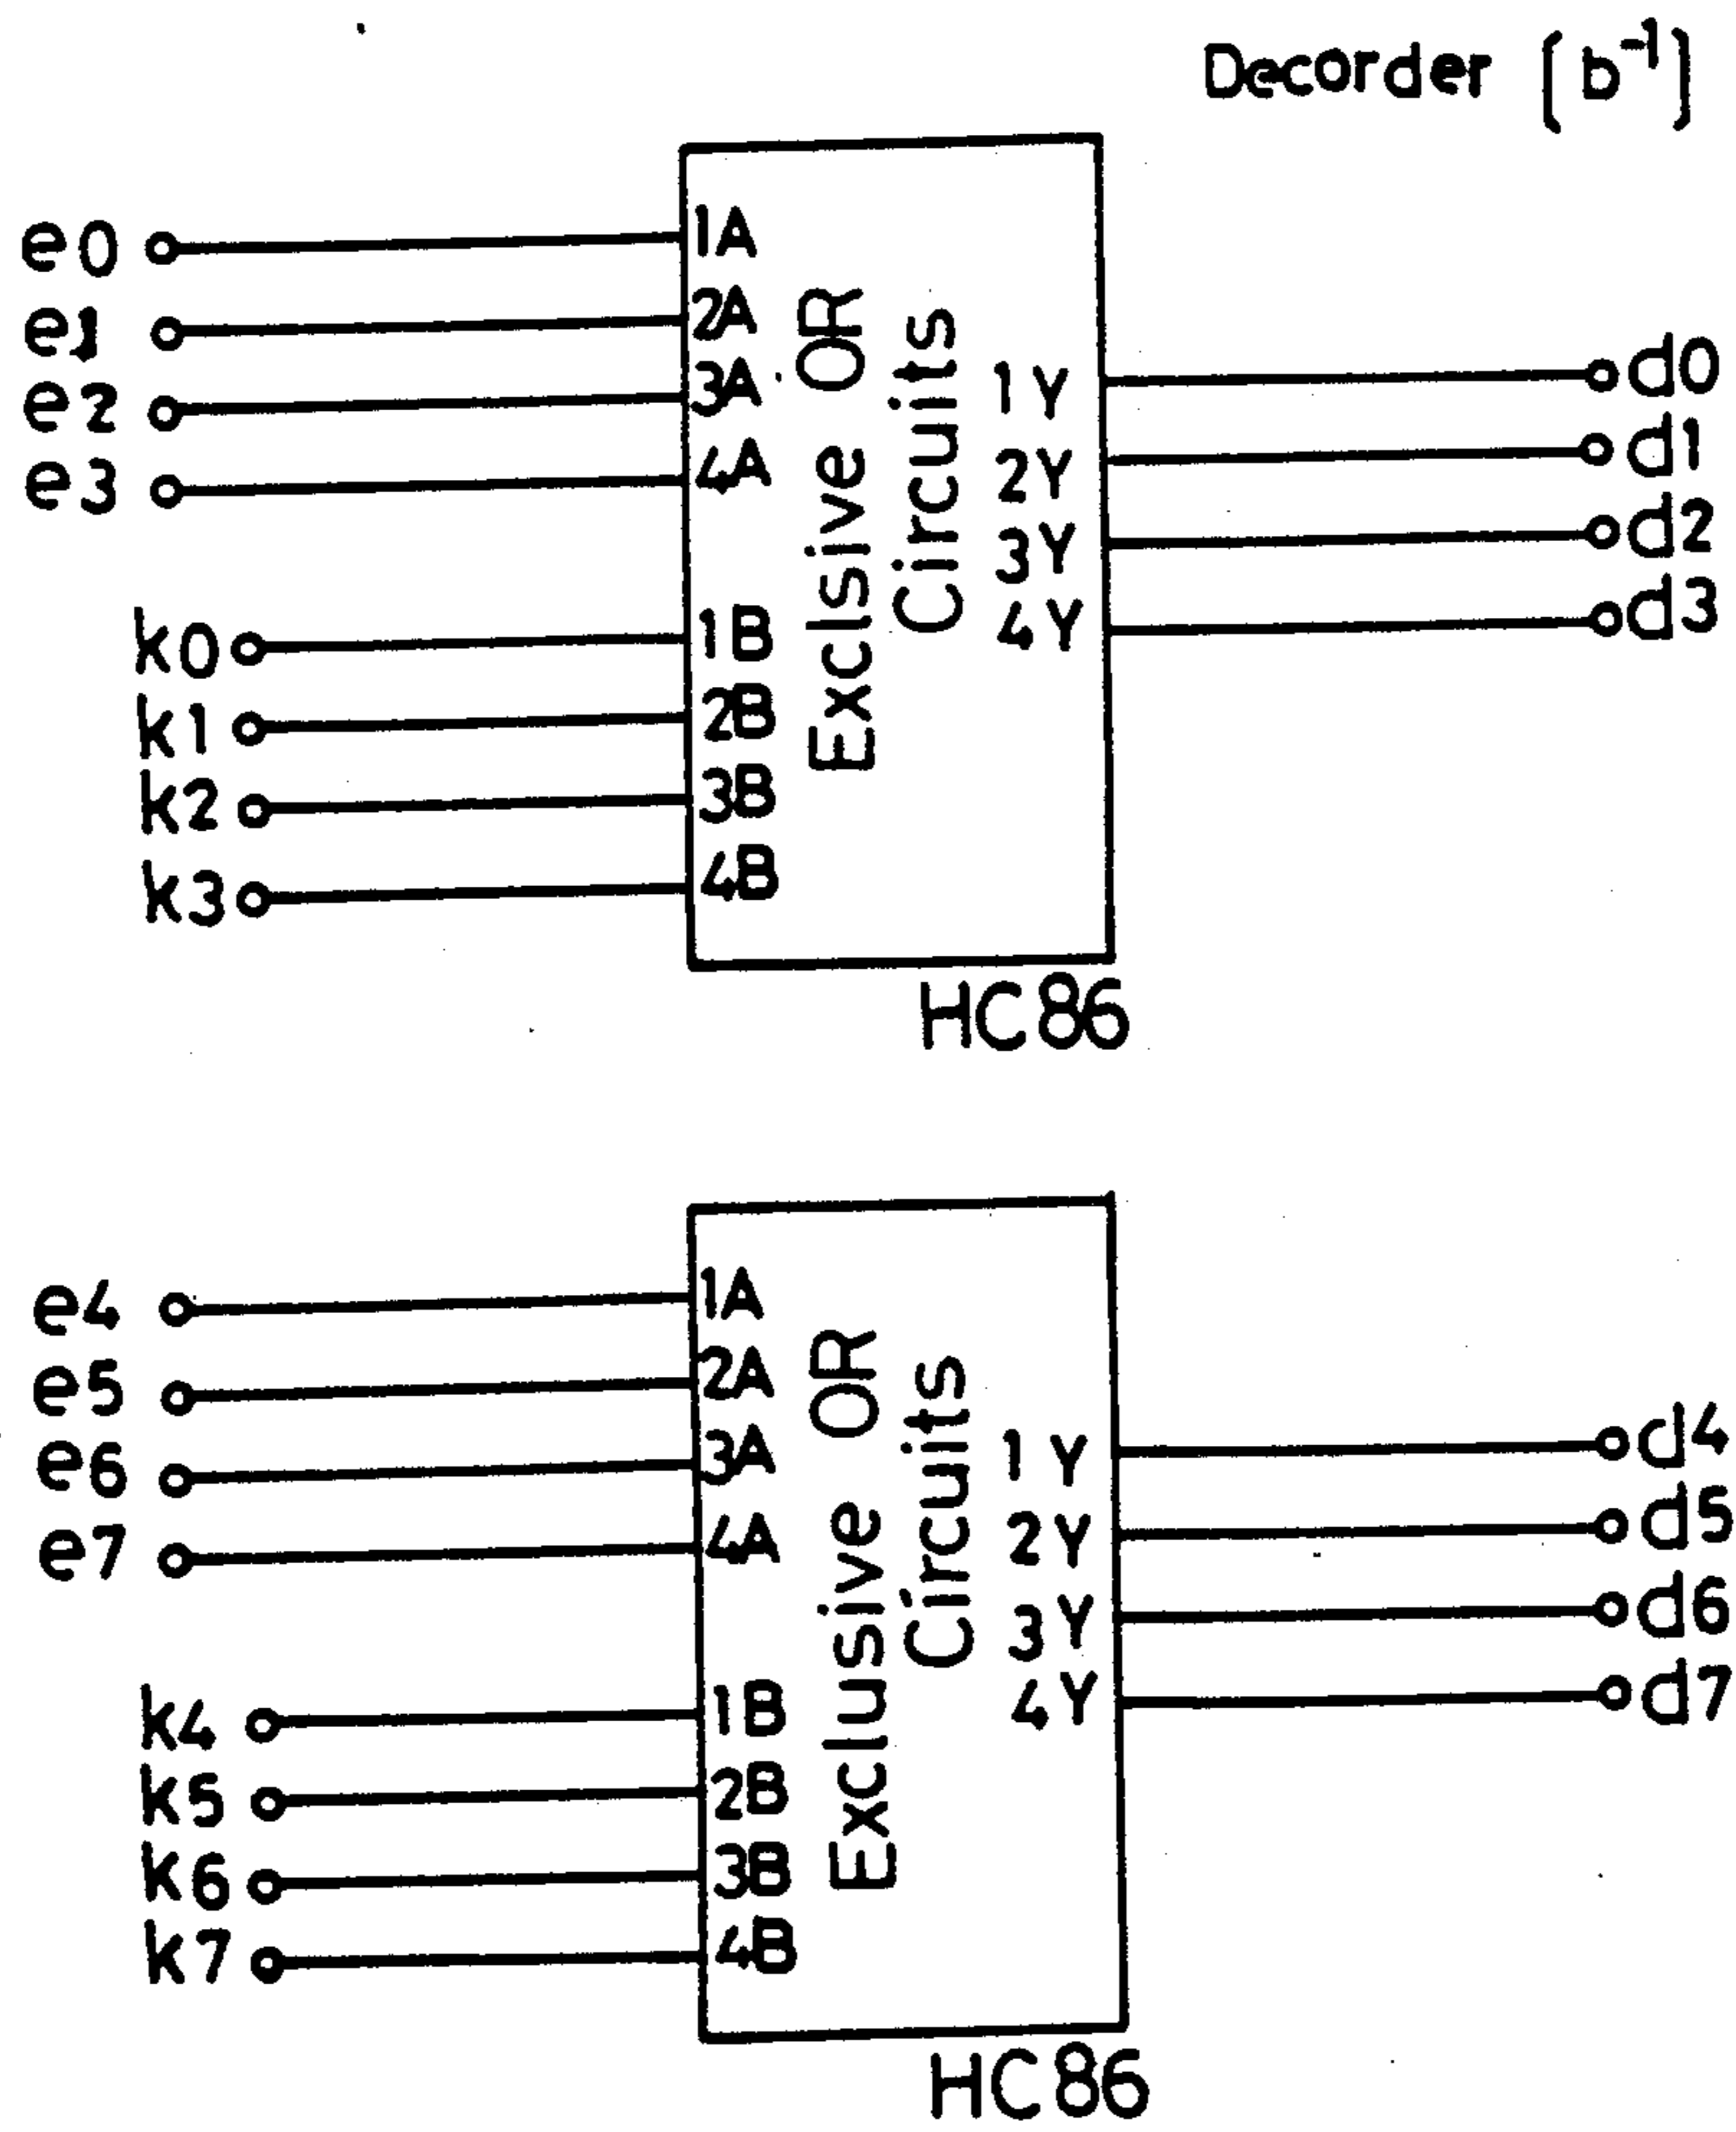 Decorder [b⁻¹]
e0
e1
e2
e3
k0
k1
k2
k3
1A
2A
3A
4A
1B
2B
3B
4B
Exclsive OR
Circuits
1Y
2Y
3Y
4Y
d0
d1
d2
d3
HC86
e4
e5
e6
e7
k4
k5
k6
k7
1A
2A
3A
4A
1B
2B
3B
4B
Exclusive OR
Circuits
1Y
2Y
3Y
4Y
d4
d5
d6
d7
HC86